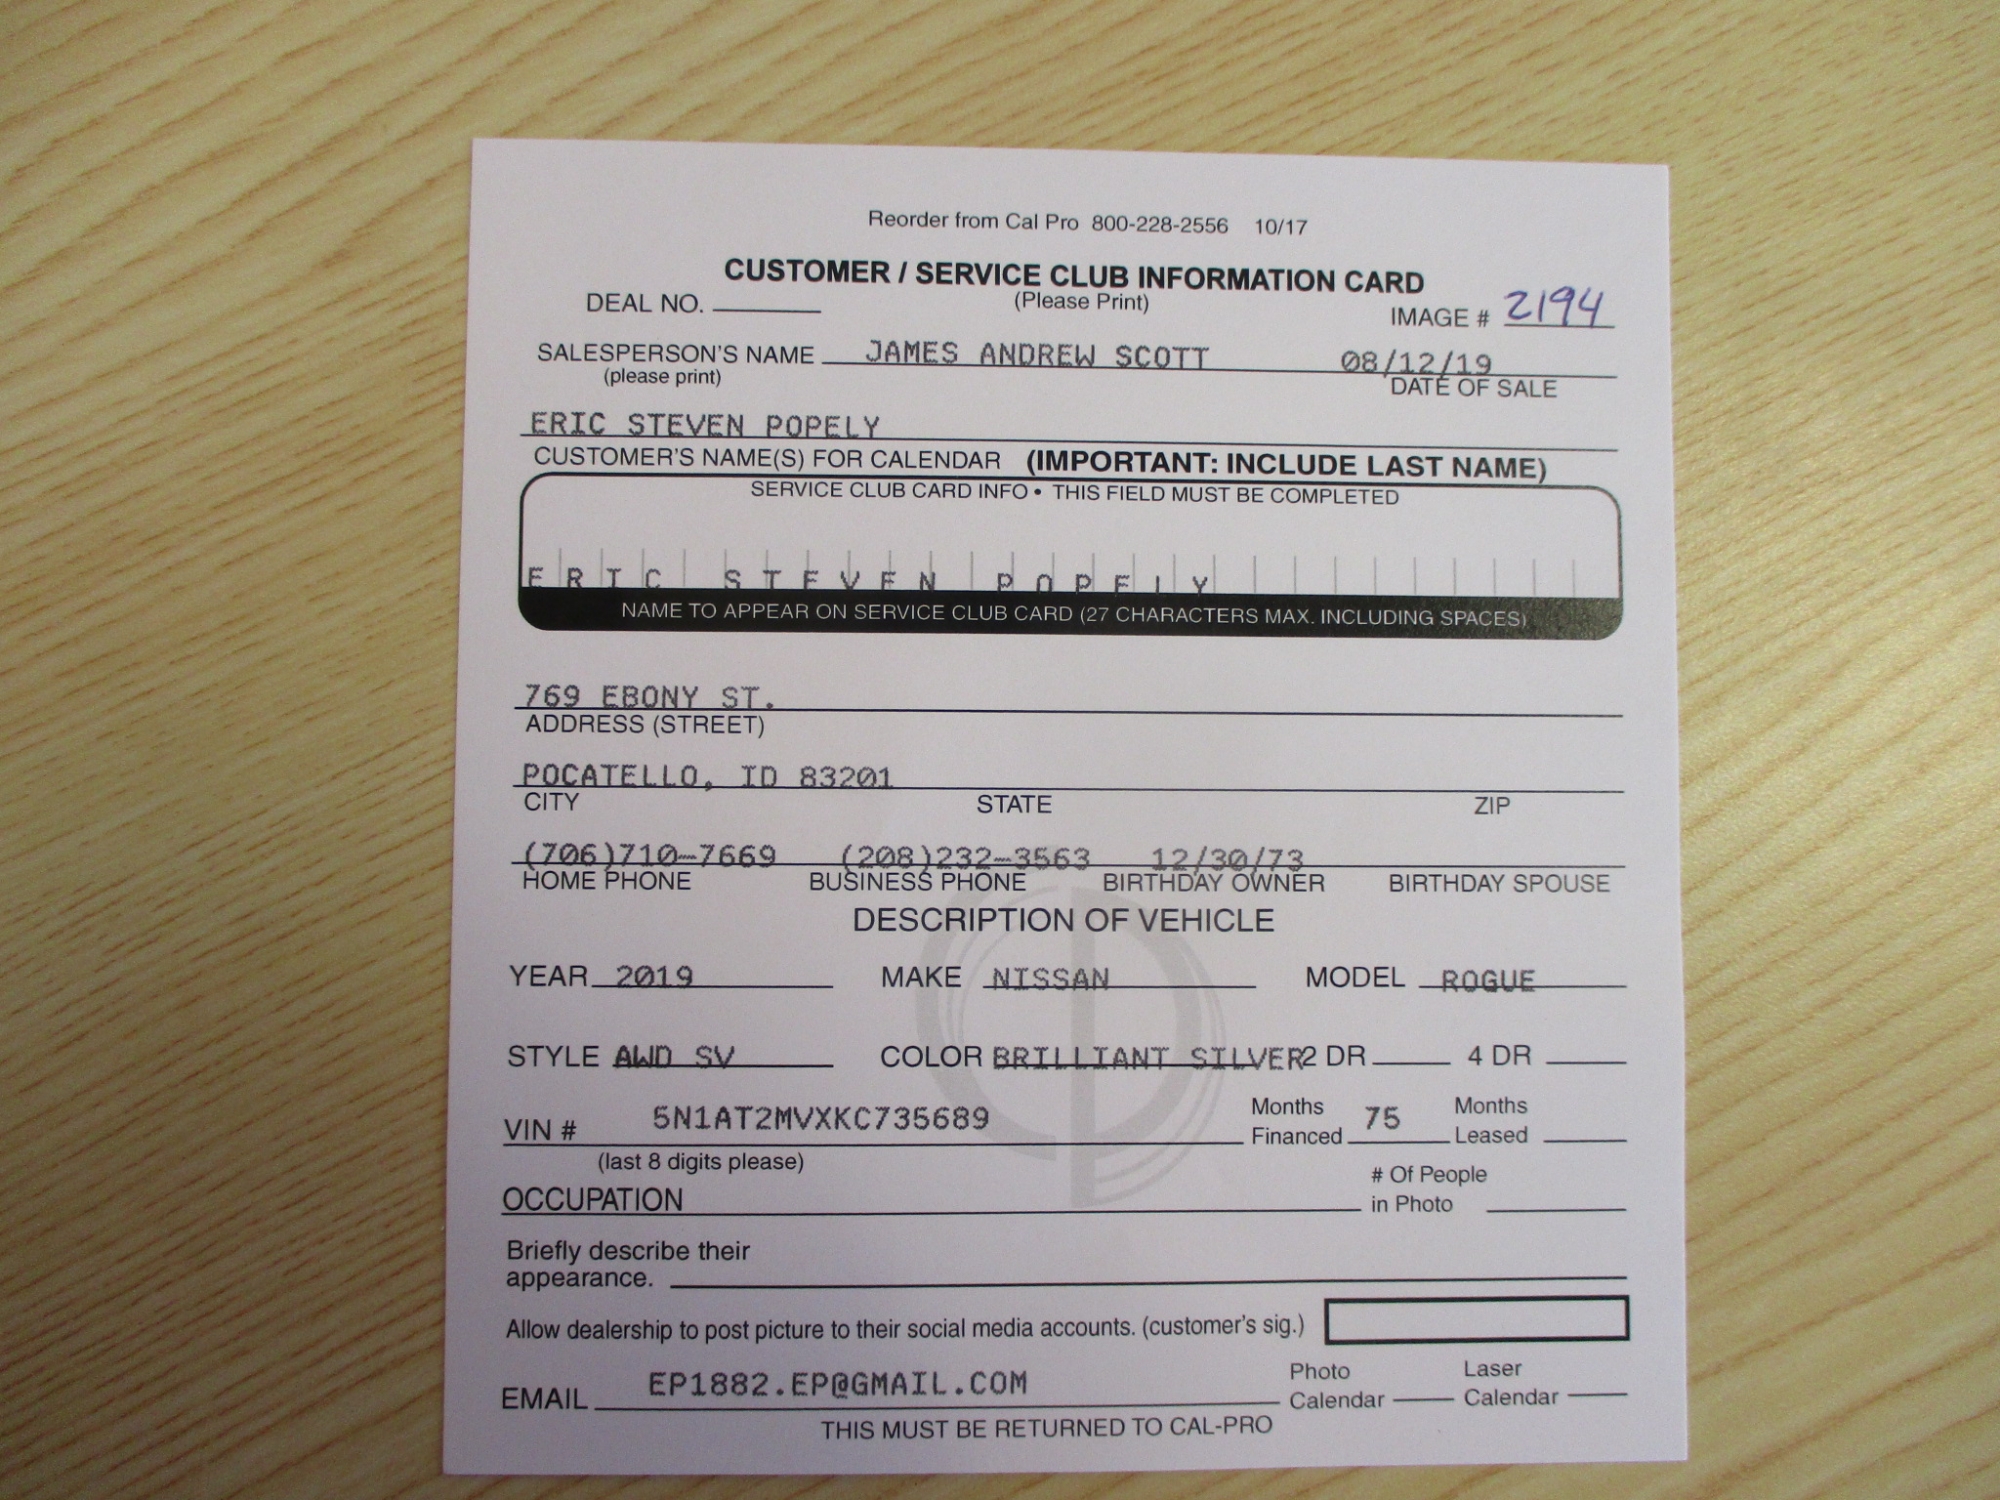 Reorder from Cal Pro 800-228-2556 10/17
CUSTOMER / SERVICE CLUB INFORMATION CARD
DEAL NO. (Please Print) IMAGE # 2194
SALESPERSON'S NAME JAMES ANDREW SCOTT 08/12/19
(please print) DATE OF SALE
ERIC STEVEN POPELY
CUSTOMER'S NAME(S) FOR CALENDAR (IMPORTANT: INCLUDE LAST NAME)
SERVICE CLUB CARD INFO • THIS FIELD MUST BE COMPLETED
E R I C S T E V E N P O P E L Y
NAME TO APPEAR ON SERVICE CLUB CARD (27 CHARACTERS MAX. INCLUDING SPACES)
769 EBONY ST.
ADDRESS (STREET)
POCATELLO, ID 83201
CITY STATE ZIP
(706)710-7669 (208)232-3563 12/30/73
HOME PHONE BUSINESS PHONE BIRTHDAY OWNER BIRTHDAY SPOUSE
DESCRIPTION OF VEHICLE
YEAR 2019 MAKE NISSAN MODEL ROGUE
STYLE AWD SV COLOR BRILLIANT SILVER 2 DR 4 DR
VIN # 5N1AT2MVXKC735689 Months Financed 75 Months Leased
(last 8 digits please)
OCCUPATION # Of People in Photo
Briefly describe their
appearance.
Allow dealership to post picture to their social media accounts. (customer's sig.)
EMAIL EP1882.EP@GMAIL.COM Photo Calendar Laser Calendar
THIS MUST BE RETURNED TO CAL-PRO